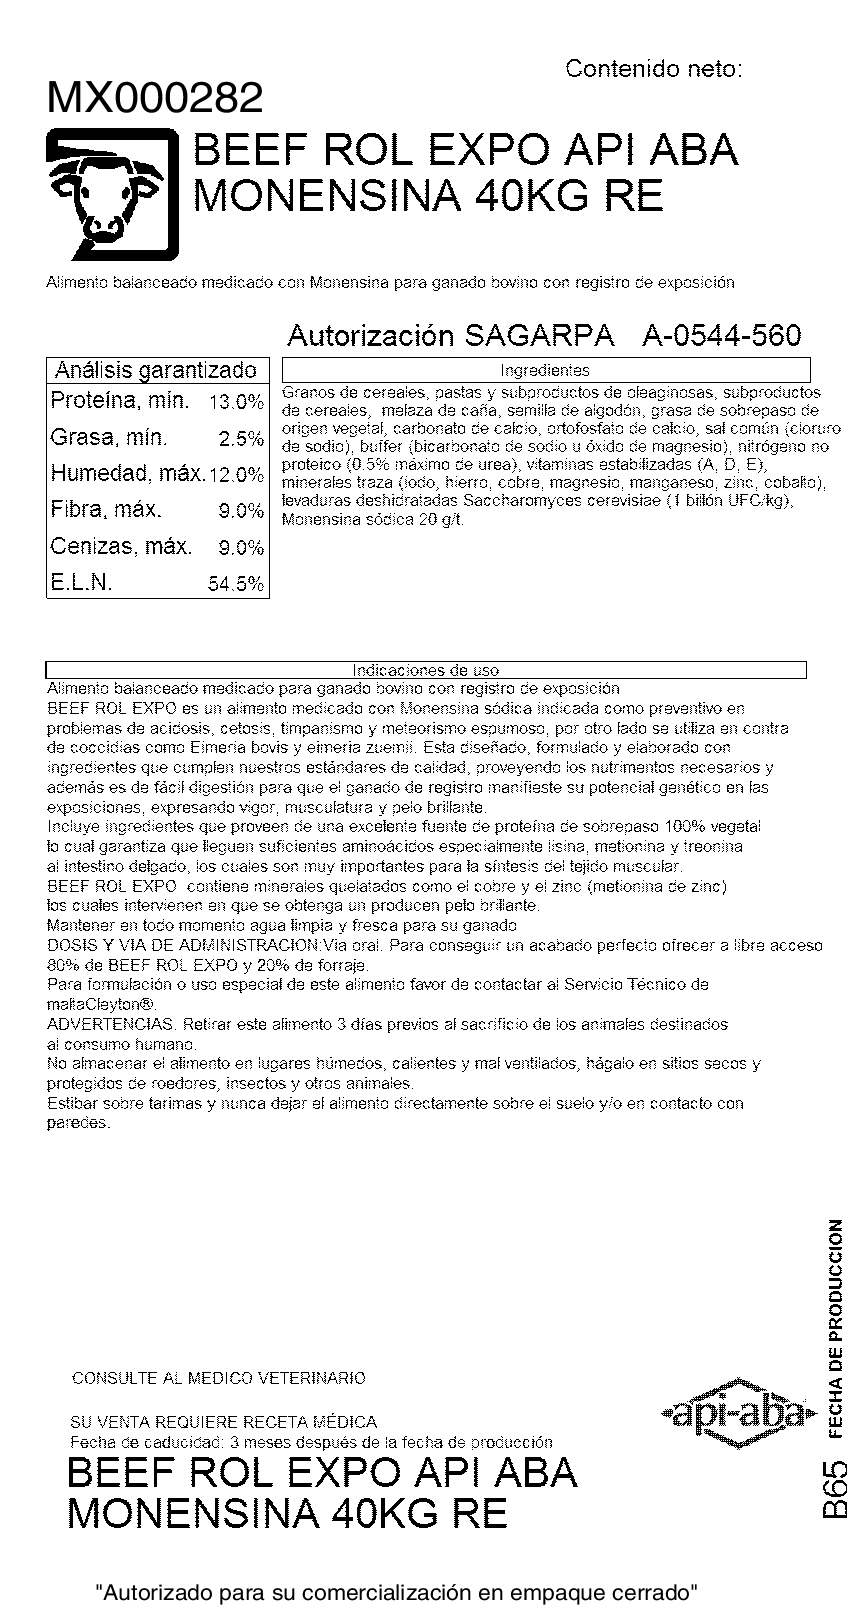 Contenido neto:
MX000282
BEEF ROL EXPO API ABA
MONENSINA 40KG RE
Alimento balanceado medicado con Monensina para ganado bovino con registro de exposición
Autorización SAGARPA A-0544-560
Análisis garantizado
Proteína, mín. 13.0%
Grasa, mín. 2.5%
Humedad, máx. 12.0%
Fibra, máx. 9.0%
Cenizas, máx. 9.0%
E.L.N. 54.5%
Ingredientes
Granos de cereales, pastas y subproductos de oleaginosas, subproductos
de cereales, melaza de caña, semilla de algodón, grasa de sobrepaso de
origen vegetal, carbonato de calcio, ortofosfato de calcio, sal común (cloruro
de sodio), buffer (bicarbonato de sodio u óxido de magnesio), nitrógeno no
proteico (0.5% máximo de urea), vitaminas estabilizadas (A, D, E),
minerales traza (iodo, hierro, cobre, magnesio, manganeso, zinc, cobalto),
levaduras deshidratadas Saccharomyces cerevisiae (1 billón UFC/kg),
Monensina sódica 20 g/t.
Indicaciones de uso
Alimento balanceado medicado para ganado bovino con registro de exposición
BEEF ROL EXPO es un alimento medicado con Monensina sódica indicada como preventivo en
problemas de acidosis, cetosis, timpanismo y meteorismo espumoso, por otro lado se utiliza en contra
de coccidias como Eimeria bovis y eimeria zuernii. Esta diseñado, formulado y elaborado con
ingredientes que cumplen nuestros estándares de calidad, proveyendo los nutrimentos necesarios y
además es de fácil digestión para que el ganado de registro manifieste su potencial genético en las
exposiciones, expresando vigor, musculatura y pelo brillante.
Incluye ingredientes que proveen de una excelente fuente de proteína de sobrepaso 100% vegetal
lo cual garantiza que lleguen suficientes aminoácidos especialmente lisina, metionina y treonina
al intestino delgado, los cuales son muy importantes para la síntesis del tejido muscular.
BEEF ROL EXPO contiene minerales quelatados como el cobre y el zinc (metionina de zinc)
los cuales intervienen en que se obtenga un producen pelo brillante.
Mantener en todo momento agua limpia y fresca para su ganado
DOSIS Y VIA DE ADMINISTRACION:Via oral. Para conseguir un acabado perfecto ofrecer a libre acceso
80% de BEEF ROL EXPO y 20% de forraje.
Para formulación o uso especial de este alimento favor de contactar al Servicio Técnico de
maltaCleyton®.
ADVERTENCIAS. Retirar este alimento 3 días previos al sacrificio de los animales destinados
al consumo humano.
No almacenar el alimento en lugares húmedos, calientes y mal ventilados, hágalo en sitios secos y
protegidos de roedores, insectos y otros animales.
Estibar sobre tarimas y nunca dejar el alimento directamente sobre el suelo y/o en contacto con
paredes.
FECHA DE PRODUCCION
B65
CONSULTE AL MEDICO VETERINARIO
api-aba
SU VENTA REQUIERE RECETA MÉDICA
Fecha de caducidad: 3 meses después de la fecha de producción
BEEF ROL EXPO API ABA
MONENSINA 40KG RE
"Autorizado para su comercialización en empaque cerrado"